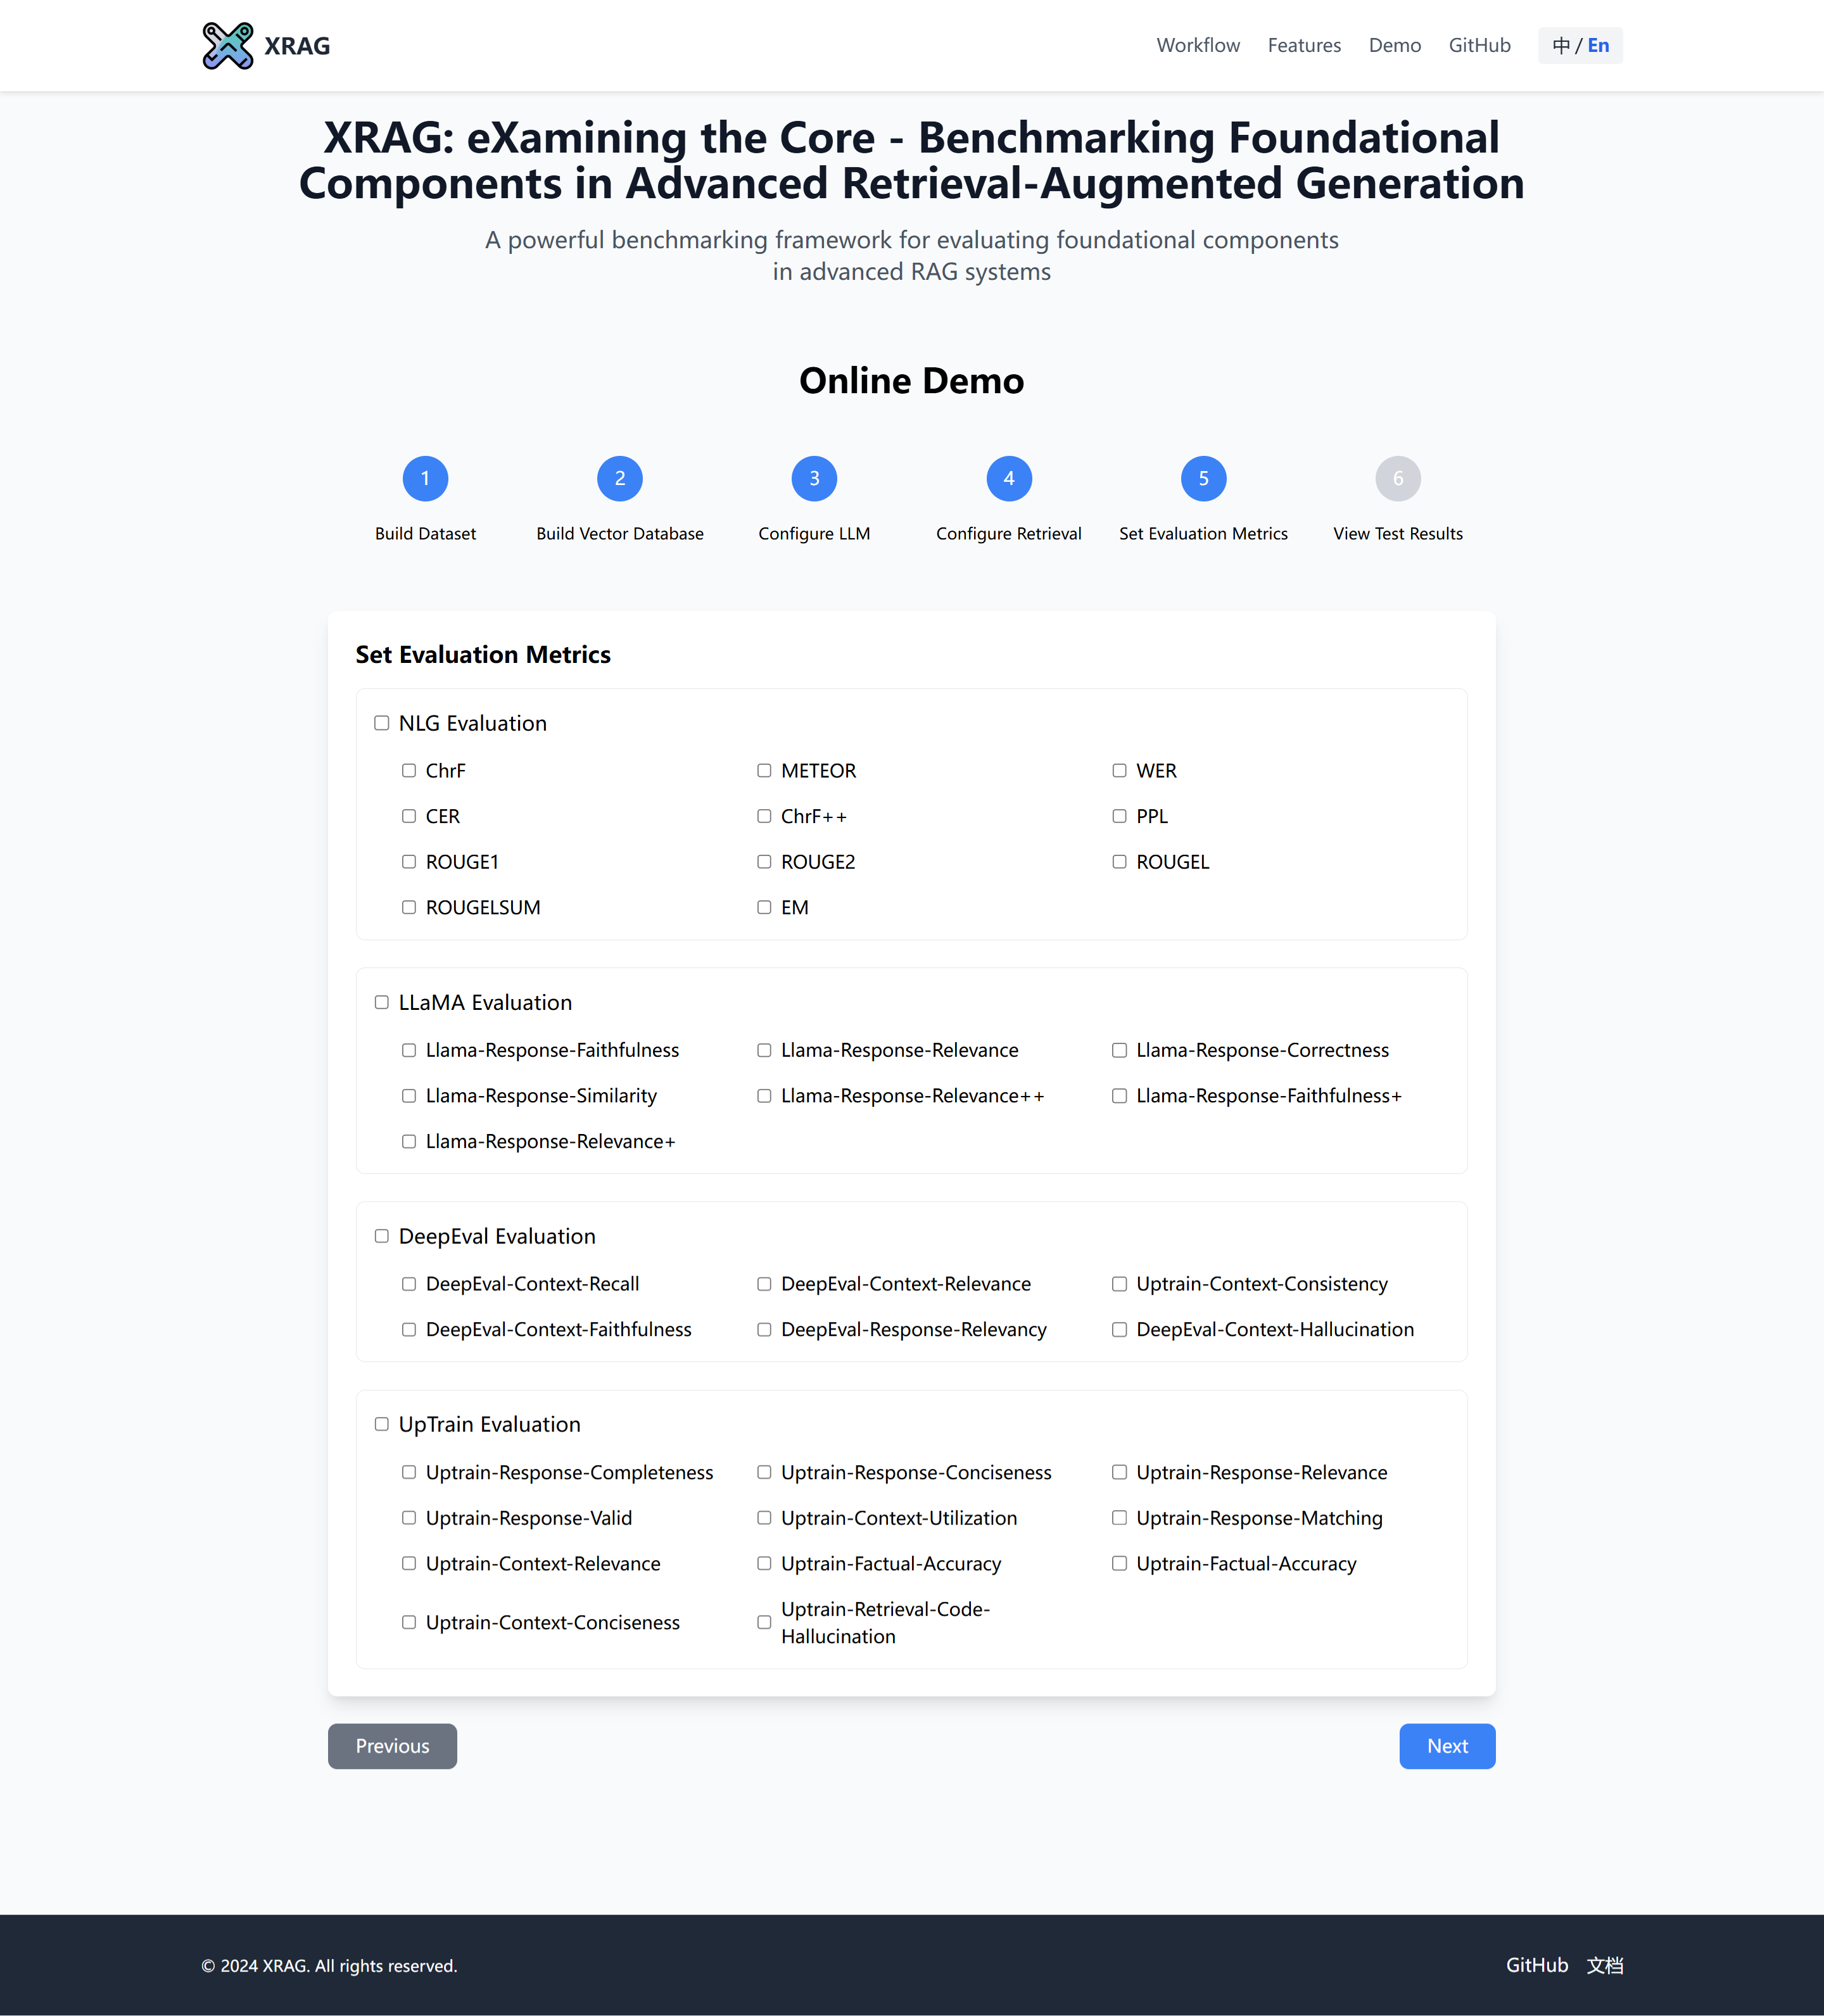 XRAG
Workflow Features Demo GitHub 中 / En
XRAG: eXamining the Core - Benchmarking Foundational
Components in Advanced Retrieval-Augmented Generation
A powerful benchmarking framework for evaluating foundational components
in advanced RAG systems
Online Demo
1 2 3 4 5 6
Build Dataset Build Vector Database Configure LLM Configure Retrieval Set Evaluation Metrics View Test Results
Set Evaluation Metrics
NLG Evaluation
ChrF METEOR WER
CER ChrF++ PPL
ROUGE1 ROUGE2 ROUGEL
ROUGELSUM EM
LLaMA Evaluation
Llama-Response-Faithfulness Llama-Response-Relevance Llama-Response-Correctness
Llama-Response-Similarity Llama-Response-Relevance++ Llama-Response-Faithfulness+
Llama-Response-Relevance+
DeepEval Evaluation
DeepEval-Context-Recall DeepEval-Context-Relevance Uptrain-Context-Consistency
DeepEval-Context-Faithfulness DeepEval-Response-Relevancy DeepEval-Context-Hallucination
UpTrain Evaluation
Uptrain-Response-Completeness Uptrain-Response-Conciseness Uptrain-Response-Relevance
Uptrain-Response-Valid Uptrain-Context-Utilization Uptrain-Response-Matching
Uptrain-Context-Relevance Uptrain-Factual-Accuracy Uptrain-Factual-Accuracy
Uptrain-Context-Conciseness Uptrain-Retrieval-Code-
Hallucination
Previous Next
© 2024 XRAG. All rights reserved. GitHub 文档